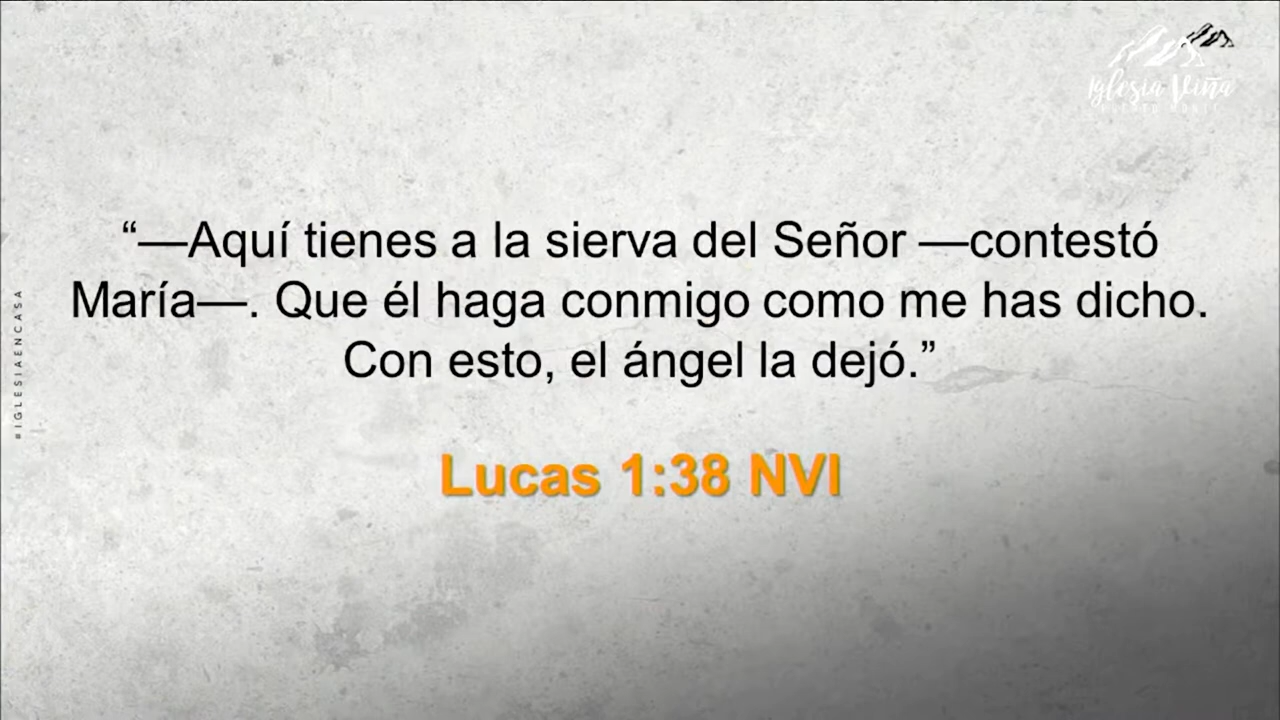 Iglesia Viña
“—Aquí tienes a la sierva del Señor —contestó
María—. Que él haga conmigo como me has dicho.
Con esto, el ángel la dejó.”
Lucas 1:38 NVI
#IGLESIAENCASA